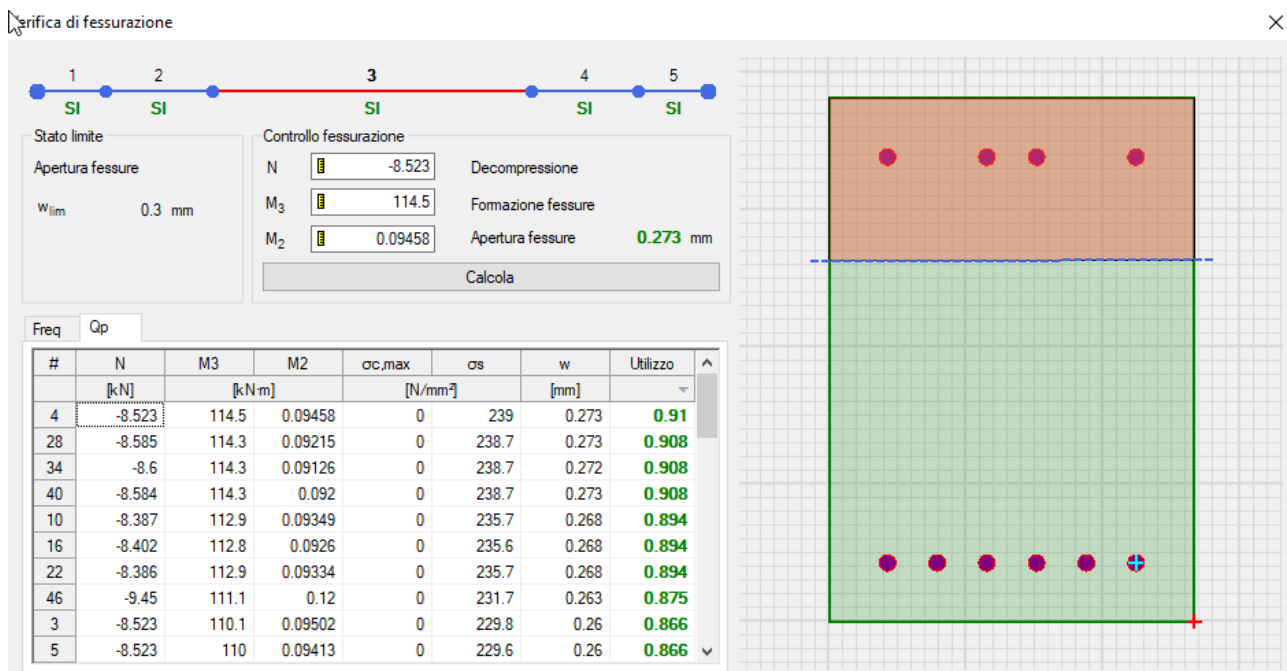 erifica di fessurazione
1 2 3 4 5
SI SI SI SI SI
Stato limite
Apertura fessure
wlim 0.3 mm
Controllo fessurazione
N -8.523 Decompressione
M3 114.5 Formazione fessure
M2 0.09458 Apertura fessure 0.273 mm
Calcola
Freq Qp
# N M3 M2 σc,max σs w Utilizzo
[kN] [kN·m] [N/mm²] [mm]
4 -8.523 114.5 0.09458 0 239 0.273 0.91
28 -8.585 114.3 0.09215 0 238.7 0.273 0.908
34 -8.6 114.3 0.09126 0 238.7 0.272 0.908
40 -8.584 114.3 0.092 0 238.7 0.273 0.908
10 -8.387 112.9 0.09349 0 235.7 0.268 0.894
16 -8.402 112.8 0.0926 0 235.6 0.268 0.894
22 -8.386 112.9 0.09334 0 235.7 0.268 0.894
46 -9.45 111.1 0.12 0 231.7 0.263 0.875
3 -8.523 110.1 0.09502 0 229.8 0.26 0.866
5 -8.523 110 0.09413 0 229.6 0.26 0.866